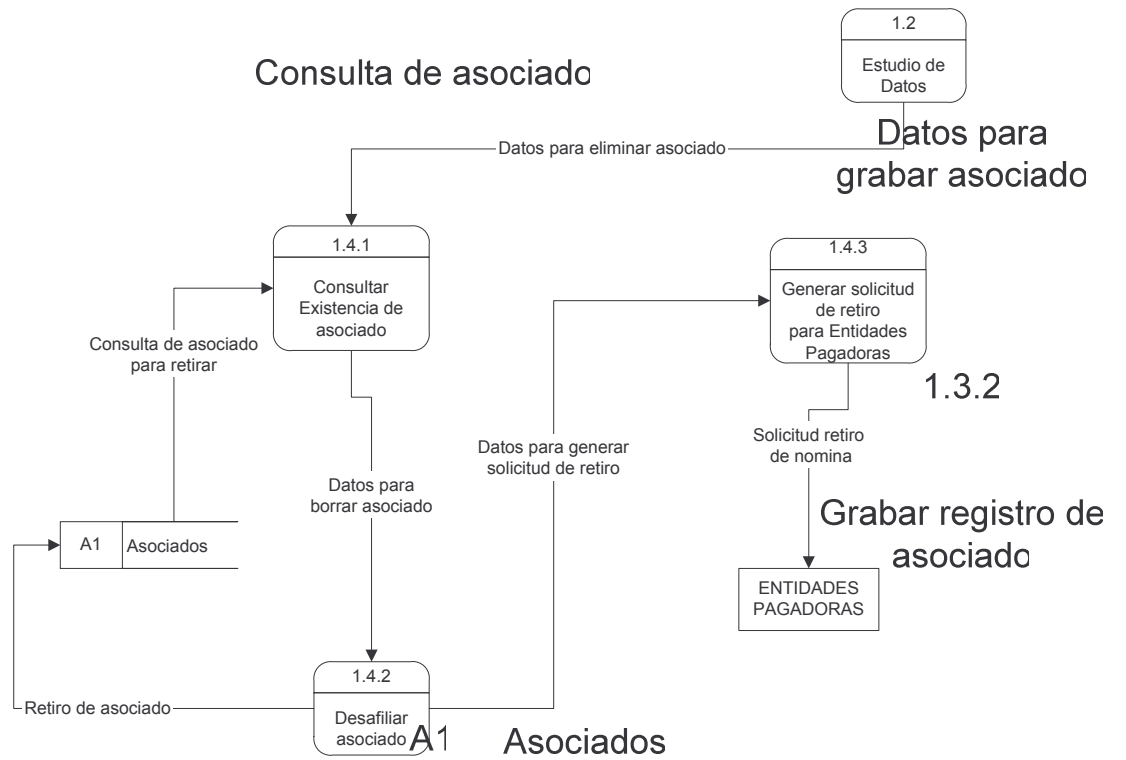 1.2
Estudio de
Datos
Consulta de asociado
Datos para
grabar asociado
Datos para eliminar asociado
1.4.1
Consultar
Existencia de
asociado
1.4.3
Generar solicitud
de retiro
para Entidades
Pagadoras
Consulta de asociado
para retirar
1.3.2
Solicitud retiro
de nomina
Datos para generar
solicitud de retiro
Datos para
borrar asociado
Grabar registro de
asociado
A1
Asociados
ENTIDADES
PAGADORAS
1.4.2
Desafiliar
asociado
Retiro de asociado
A1
Asociados